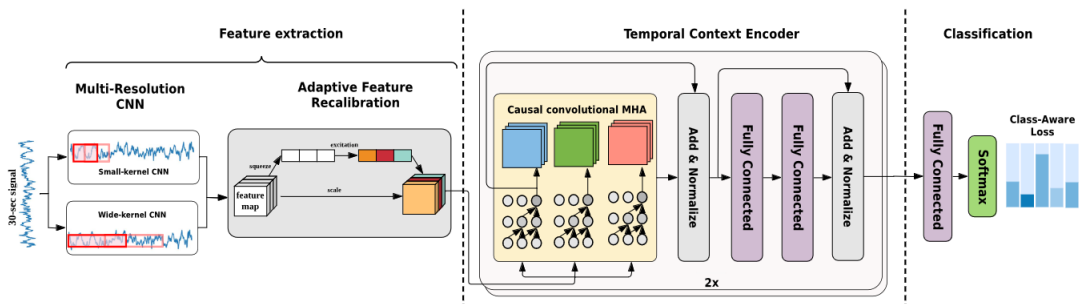 Feature extraction
Temporal Context Encoder
Classification
Multi-Resolution
CNN
Adaptive Feature
Recalibration
30-sec signal
Small-kernel CNN
Wide-kernel CNN
squeeze
excitation
feature
map
scale
Causal convolutional MHA
Add & Normalize
Fully Connected
Fully Connected
Add & Normalize
2x
Fully Connected
Softmax
Class-Aware
Loss